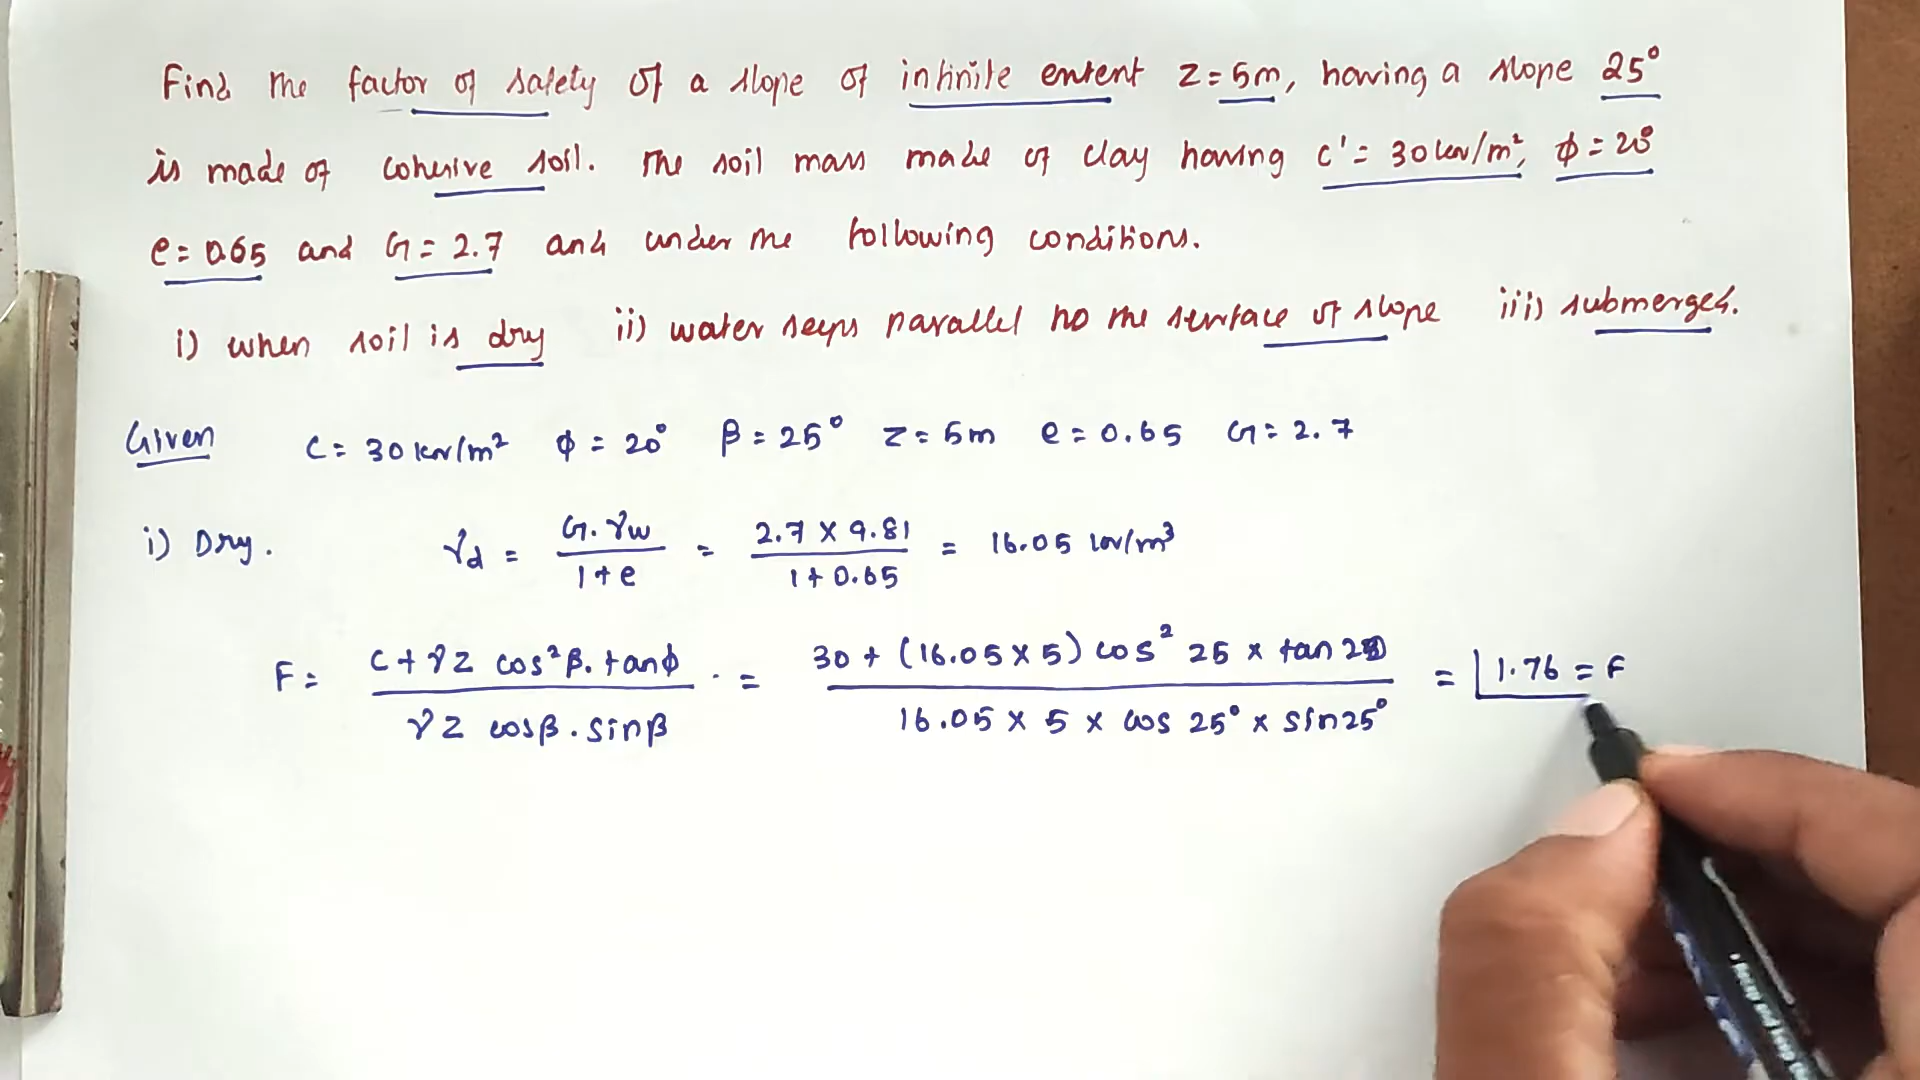 Find the factor of safety of a slope of infinite extent Z = 5m, having a slope 25°
is made of cohesive soil. The soil mass made of clay having c' = 30 kN/m², ϕ = 20°
e = 0.65 and G = 2.7 and under the following conditions.
i) when soil is dry ii) water seeps parallel to the surface of slope iii) submerged.
Given C = 30 kN/m² ϕ = 20° β = 25° Z = 5m e = 0.65 G = 2.7
i) Dry. γd = G.γw / 1+e = 2.7 × 9.81 / 1+0.65 = 16.05 kN/m³
F = C + γZ cos²β. tanϕ / γZ cosβ. sinβ = 30 + (16.05 × 5) cos² 25 × tan 20 / 16.05 × 5 × cos 25° × sin 25° = 1.76 = F